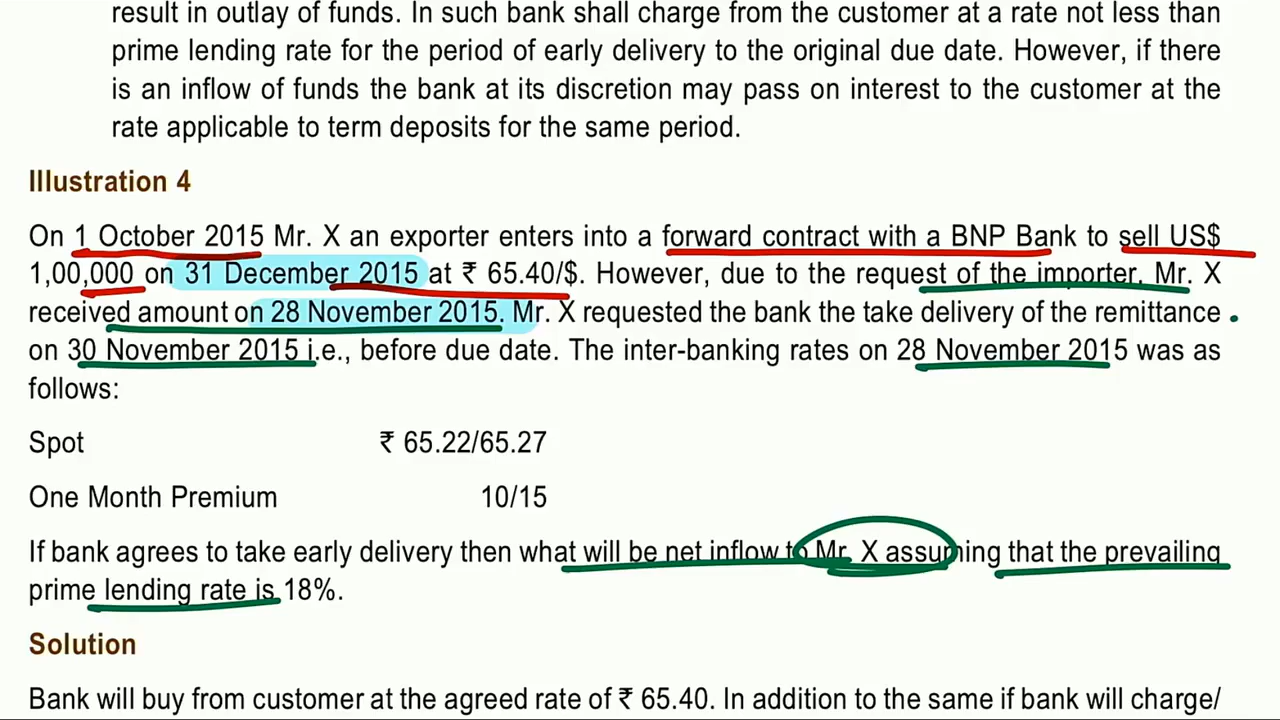 result in outlay of funds. In such bank shall charge from the customer at a rate not less than
prime lending rate for the period of early delivery to the original due date. However, if there
is an inflow of funds the bank at its discretion may pass on interest to the customer at the
rate applicable to term deposits for the same period.
Illustration 4
On 1 October 2015 Mr. X an exporter enters into a forward contract with a BNP Bank to sell US$
1,00,000 on 31 December 2015 at ₹ 65.40/$. However, due to the request of the importer, Mr. X
received amount on 28 November 2015. Mr. X requested the bank the take delivery of the remittance
on 30 November 2015 i.e., before due date. The inter-banking rates on 28 November 2015 was as
follows:
Spot ₹ 65.22/65.27
One Month Premium 10/15
If bank agrees to take early delivery then what will be net inflow to Mr. X assuming that the prevailing
prime lending rate is 18%.
Solution
Bank will buy from customer at the agreed rate of ₹ 65.40. In addition to the same if bank will charge/